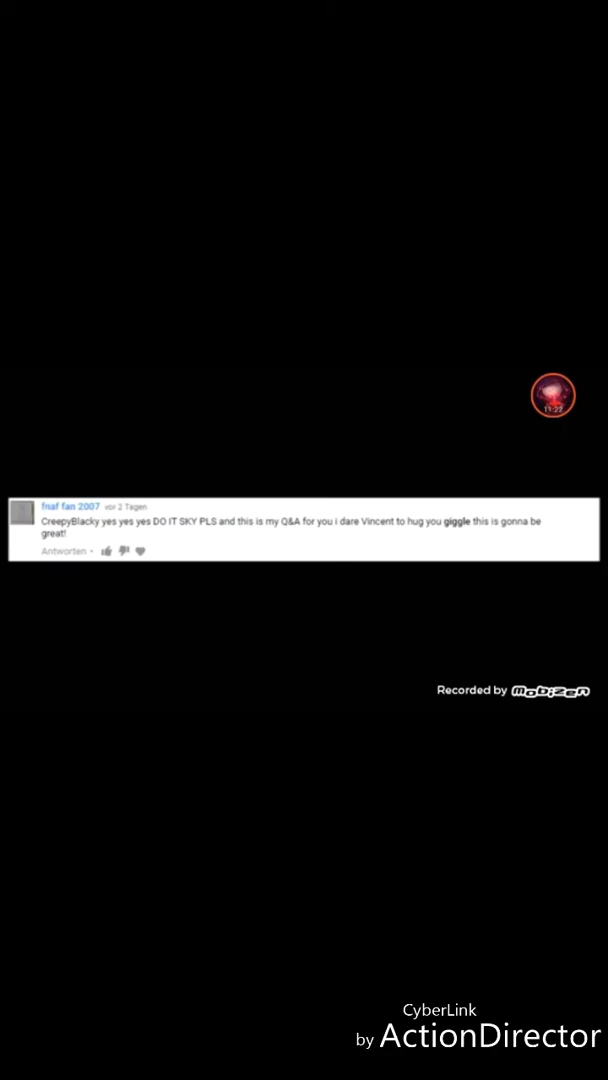 11:22
fnaf fan 2007 vor 2 Tagen
CreepyBlacky yes yes yes DO IT SKY PLS and this is my Q&A for you i dare Vincent to hug you giggle this is gonna be
great!
Antworten •
Recorded by mobizen
CyberLink
by ActionDirector